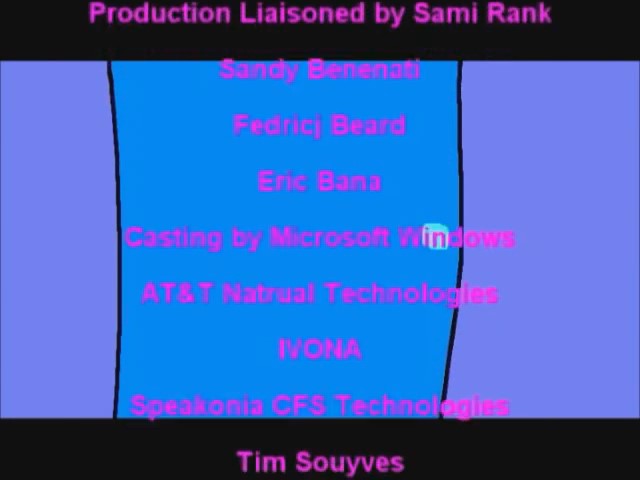 Production Liaisoned by Sami Rank
Sandy Benenati
Fedricj Beard
Eric Bana
Casting by Microsoft Windows
AT&T Natrual Technologies
IVONA
Speakonia CFS Technologies
Tim Souyves